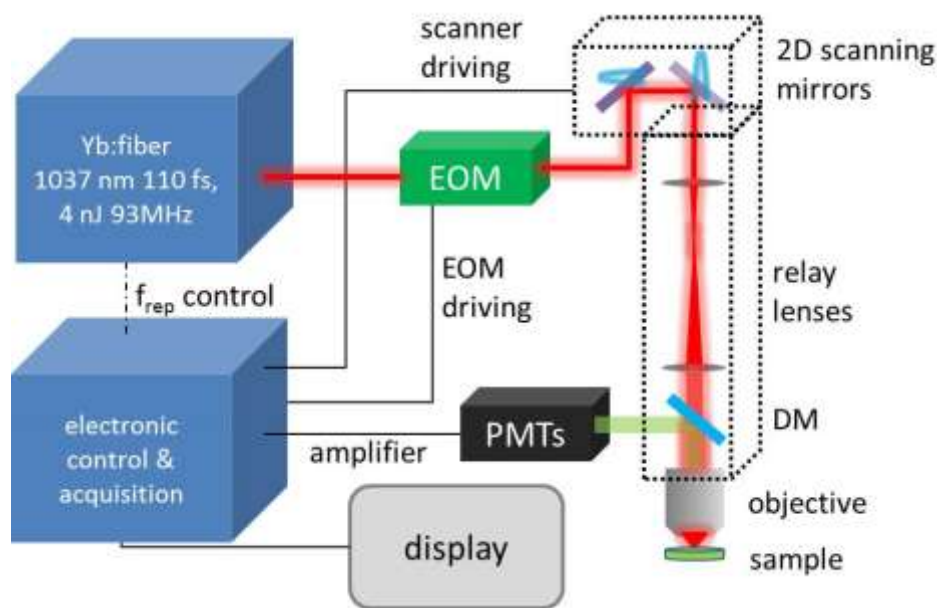 scanner
driving
2D scanning
mirrors
Yb:fiber
1037 nm 110 fs,
4 nJ 93MHz
EOM
EOM
driving
relay
lenses
frep control
electronic
control &
acquisition
amplifier
PMTs
DM
objective
display
sample